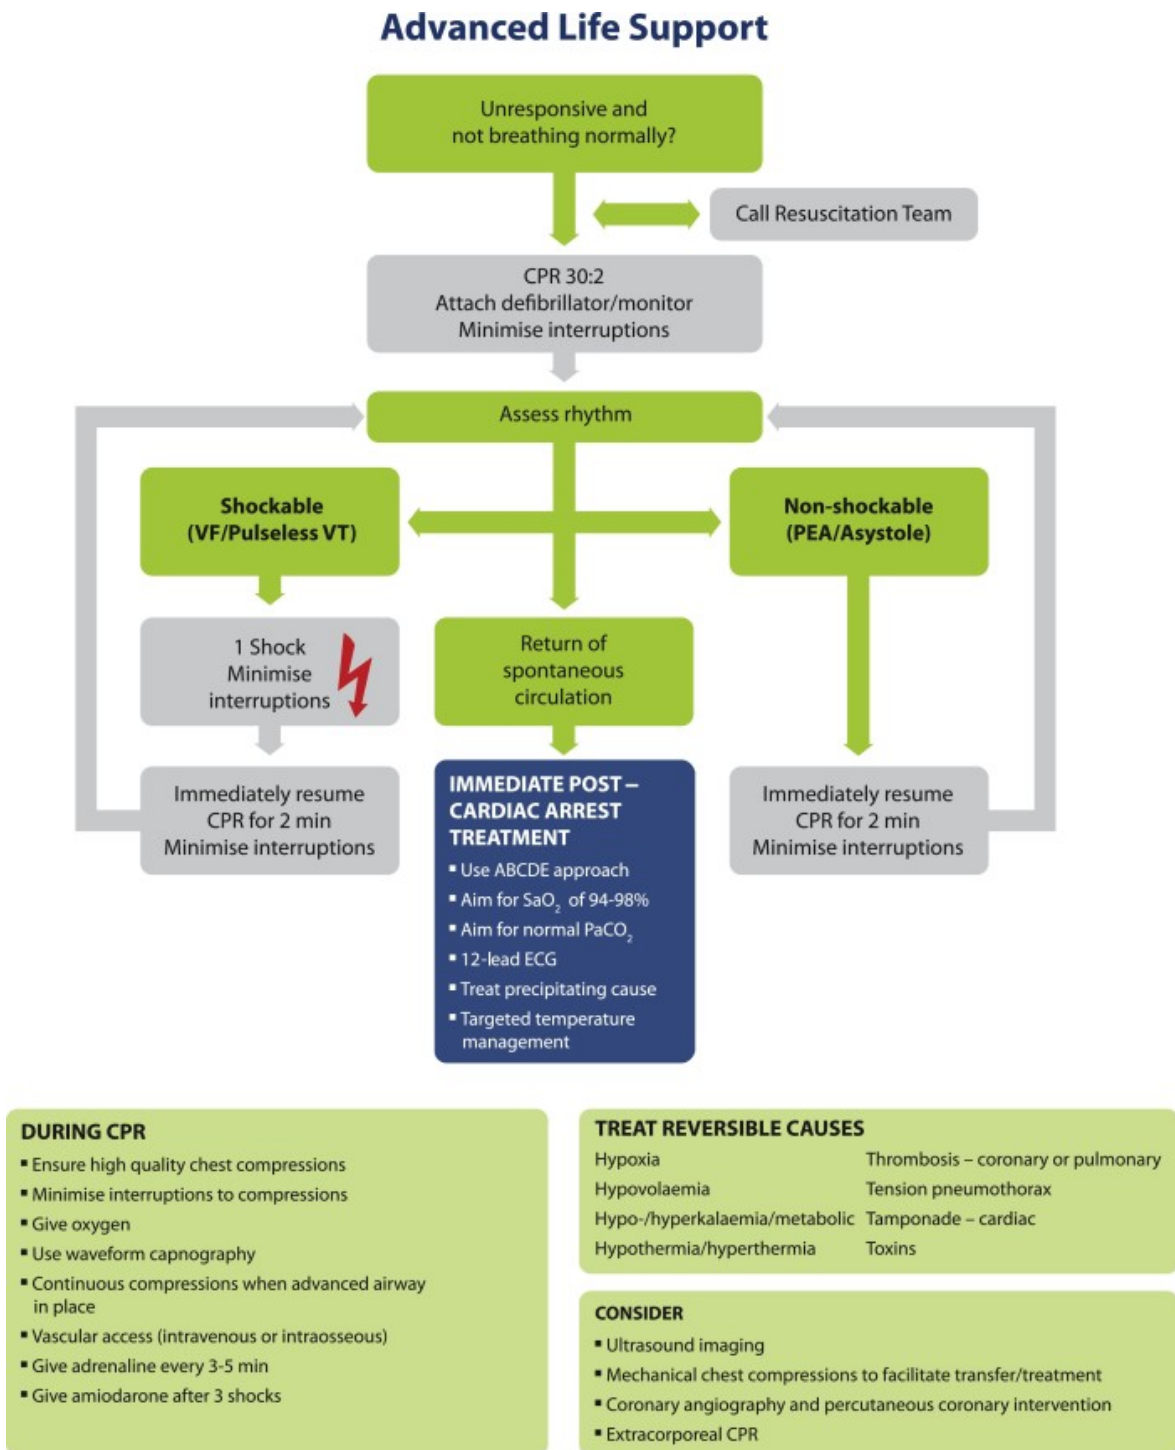 Advanced Life Support
Unresponsive and
not breathing normally?
Call Resuscitation Team
CPR 30:2
Attach defibrillator/monitor
Minimise interruptions
Assess rhythm
Shockable
(VF/Pulseless VT)
Non-shockable
(PEA/Asystole)
1 Shock
Minimise
interruptions
Return of
spontaneous
circulation
Immediately resume
CPR for 2 min
Minimise interruptions
IMMEDIATE POST –
CARDIAC ARREST
TREATMENT
▪ Use ABCDE approach
▪ Aim for SaO₂ of 94-98%
▪ Aim for normal PaCO₂
▪ 12-lead ECG
▪ Treat precipitating cause
▪ Targeted temperature
management
Immediately resume
CPR for 2 min
Minimise interruptions
DURING CPR
▪ Ensure high quality chest compressions
▪ Minimise interruptions to compressions
▪ Give oxygen
▪ Use waveform capnography
▪ Continuous compressions when advanced airway
in place
▪ Vascular access (intravenous or intraosseous)
▪ Give adrenaline every 3-5 min
▪ Give amiodarone after 3 shocks
TREAT REVERSIBLE CAUSES
Hypoxia
Hypovolaemia
Hypo-/hyperkalaemia/metabolic
Hypothermia/hyperthermia
Thrombosis – coronary or pulmonary
Tension pneumothorax
Tamponade – cardiac
Toxins
CONSIDER
▪ Ultrasound imaging
▪ Mechanical chest compressions to facilitate transfer/treatment
▪ Coronary angiography and percutaneous coronary intervention
▪ Extracorporeal CPR